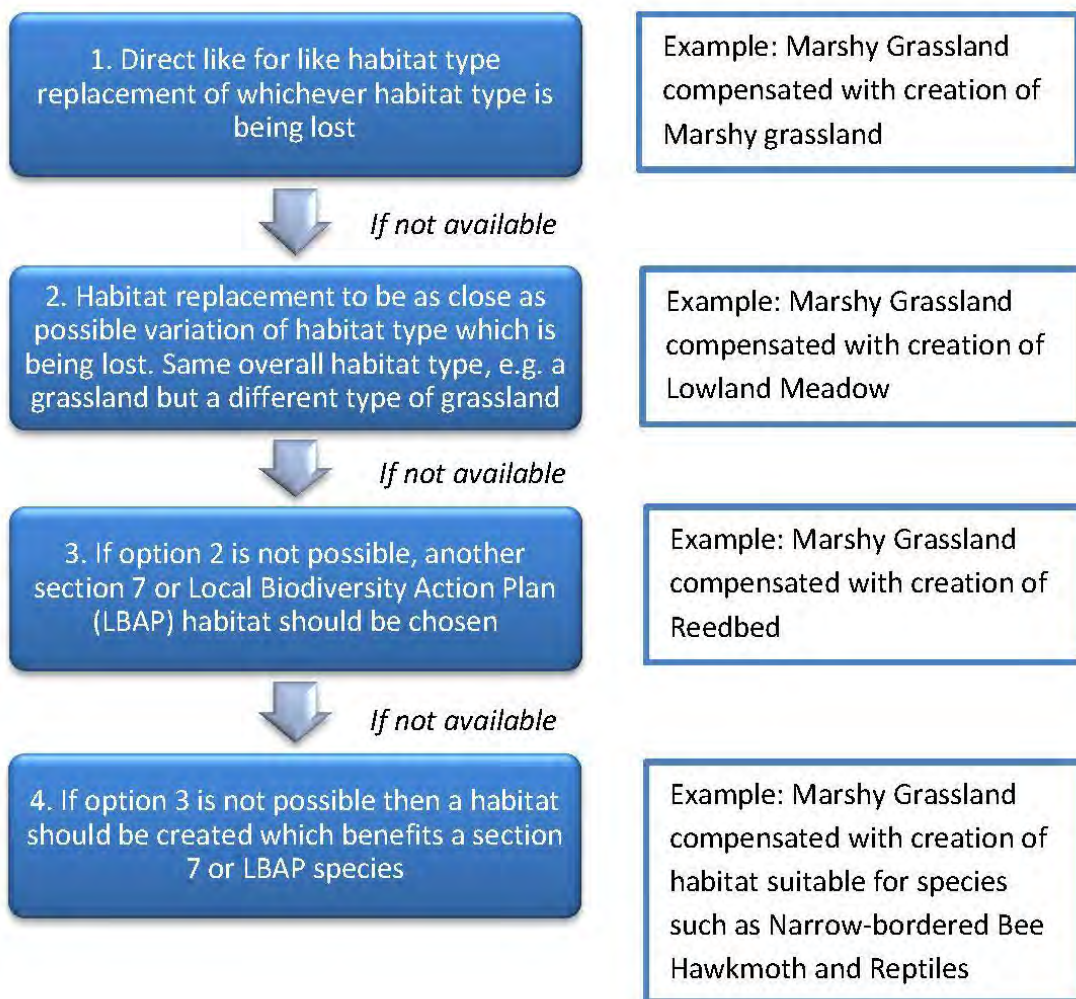 1. Direct like for like habitat type
replacement of whichever habitat type is
being lost
Example: Marshy Grassland
compensated with creation of
Marshy grassland
If not available
2. Habitat replacement to be as close as
possible variation of habitat type which is
being lost. Same overall habitat type, e.g. a
grassland but a different type of grassland
Example: Marshy Grassland
compensated with creation of
Lowland Meadow
If not available
3. If option 2 is not possible, another
section 7 or Local Biodiversity Action Plan
(LBAP) habitat should be chosen
Example: Marshy Grassland
compensated with creation of
Reedbed
If not available
4. If option 3 is not possible then a habitat
should be created which benefits a section
7 or LBAP species
Example: Marshy Grassland
compensated with creation of
habitat suitable for species
such as Narrow-bordered Bee
Hawkmoth and Reptiles